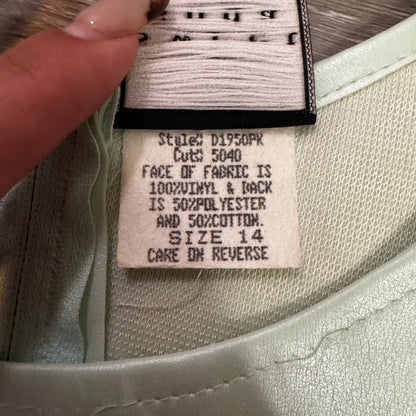 Style: D1950PK
Cut: 5040
FACE OF FABRIC IS
100%VINYL & BACK
IS 50%POLYESTER
AND 50%COTTON.
SIZE 14
CARE ON REVERSE